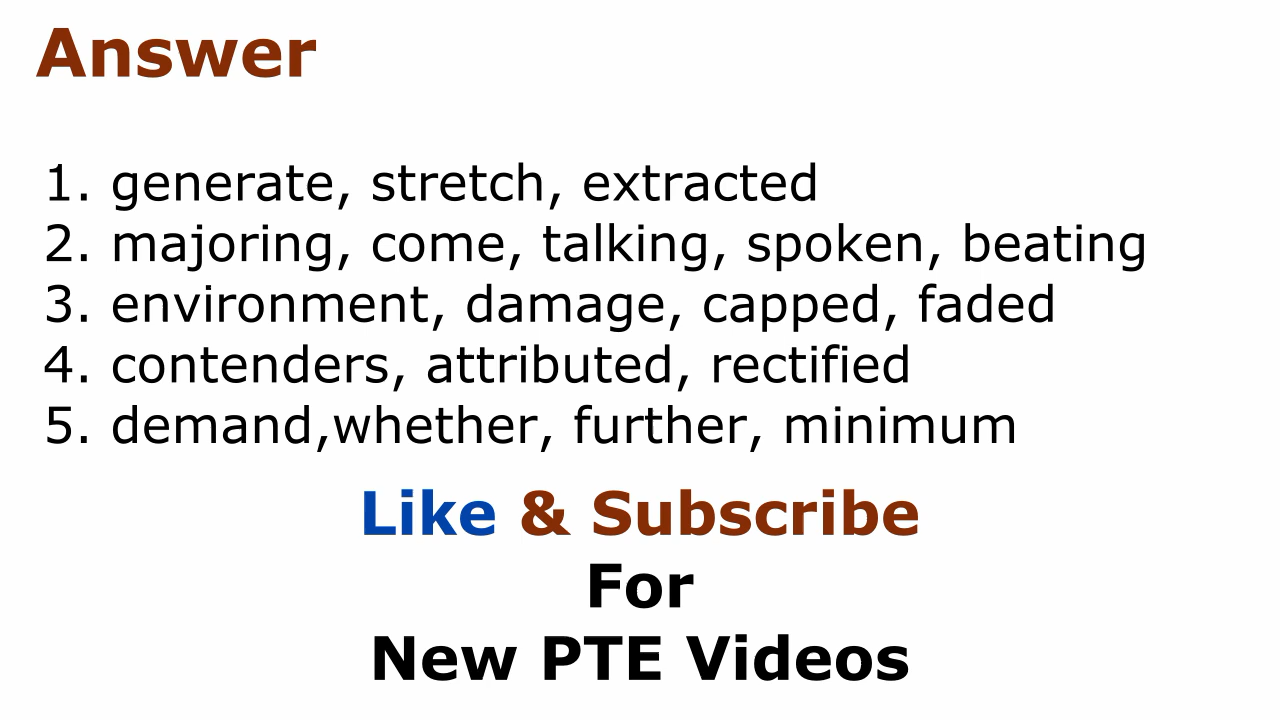 Answer
1. generate, stretch, extracted
2. majoring, come, talking, spoken, beating
3. environment, damage, capped, faded
4. contenders, attributed, rectified
5. demand,whether, further, minimum
Like & Subscribe
For
New PTE Videos